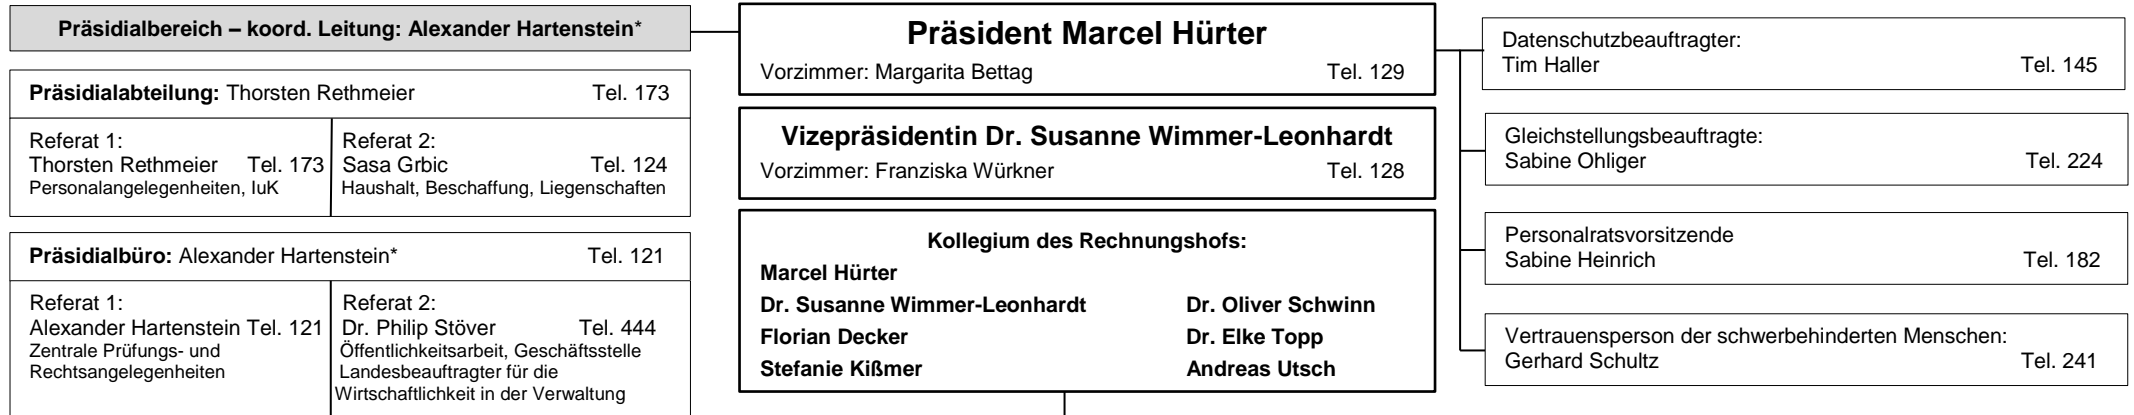 Präsidialbereich – koord. Leitung: Alexander Hartenstein*
Präsidialabteilung: Thorsten Rethmeier Tel. 173
Referat 1:
Thorsten Rethmeier Tel. 173
Personalangelegenheiten, IuK
Referat 2:
Sasa Grbic Tel. 124
Haushalt, Beschaffung, Liegenschaften
Präsidialbüro: Alexander Hartenstein* Tel. 121
Referat 1:
Alexander Hartenstein Tel. 121
Zentrale Prüfungs- und
Rechtsangelegenheiten
Referat 2:
Dr. Philip Stöver Tel. 444
Öffentlichkeitsarbeit, Geschäftsstelle
Landesbeauftragter für die
Wirtschaftlichkeit in der Verwaltung
Präsident Marcel Hürter
Vorzimmer: Margarita Bettag Tel. 129
Vizepräsidentin Dr. Susanne Wimmer-Leonhardt
Vorzimmer: Franziska Würkner Tel. 128
Kollegium des Rechnungshofs:
Marcel Hürter
Dr. Susanne Wimmer-Leonhardt Dr. Oliver Schwinn
Florian Decker Dr. Elke Topp
Stefanie Kißmer Andreas Utsch
Datenschutzbeauftragter:
Tim Haller Tel. 145
Gleichstellungsbeauftragte:
Sabine Ohliger Tel. 224
Personalratsvorsitzende
Sabine Heinrich Tel. 182
Vertrauensperson der schwerbehinderten Menschen:
Gerhard Schultz Tel. 241